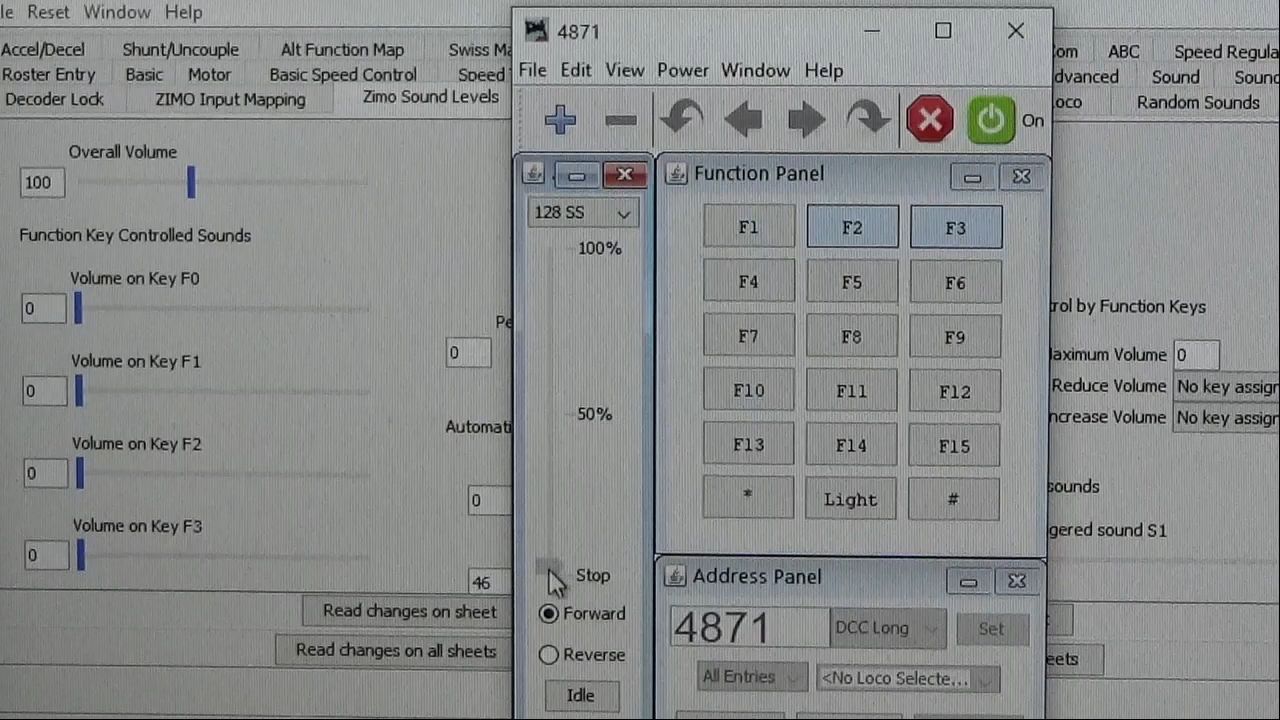 le Reset Window Help
Accel/Decel Shunt/Uncouple Alt Function Map Swiss Ma
Roster Entry Basic Motor Basic Speed Control Speed
Decoder Lock ZIMO Input Mapping Zimo Sound Levels
Overall Volume
100
Function Key Controlled Sounds
Volume on Key F0
0
Volume on Key F1
0
Volume on Key F2
0
Volume on Key F3
0
Pe
0
Automati
0
46
Read changes on sheet
Read changes on all sheets
4871
File Edit View Power Window Help
On
128 SS
100%
50%
Stop
Forward
Reverse
Idle
Function Panel
F1 F2 F3
F4 F5 F6
F7 F8 F9
F10 F11 F12
F13 F14 F15
* Light #
Address Panel
4871 DCC Long Set
All Entries <No Loco Selecte...
om ABC Speed Regula
dvanced Sound Soun
oco Random Sounds
rol by Function Keys
aximum Volume 0
Reduce Volume No key assign
ncrease Volume No key assign
sounds
gered sound S1
eets